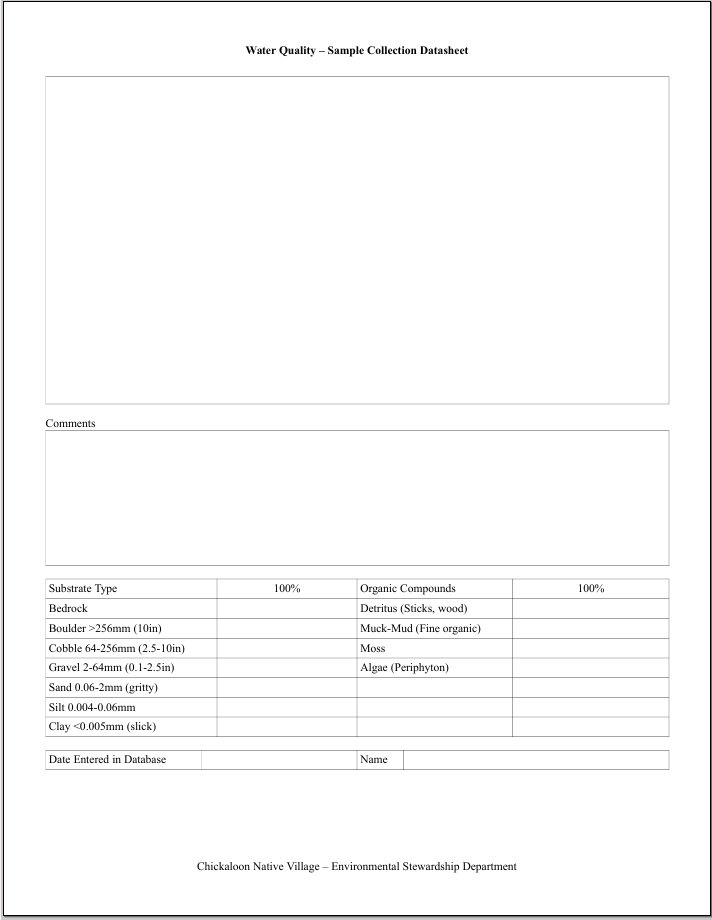 Water Quality – Sample Collection Datasheet
Comments
Substrate Type 100% Organic Compounds 100%
Bedrock Detritus (Sticks, wood)
Boulder >256mm (10in) Muck-Mud (Fine organic)
Cobble 64-256mm (2.5-10in) Moss
Gravel 2-64mm (0.1-2.5in) Algae (Periphyton)
Sand 0.06-2mm (gritty)
Silt 0.004-0.06mm
Clay <0.005mm (slick)
Date Entered in Database Name
Chickaloon Native Village – Environmental Stewardship Department